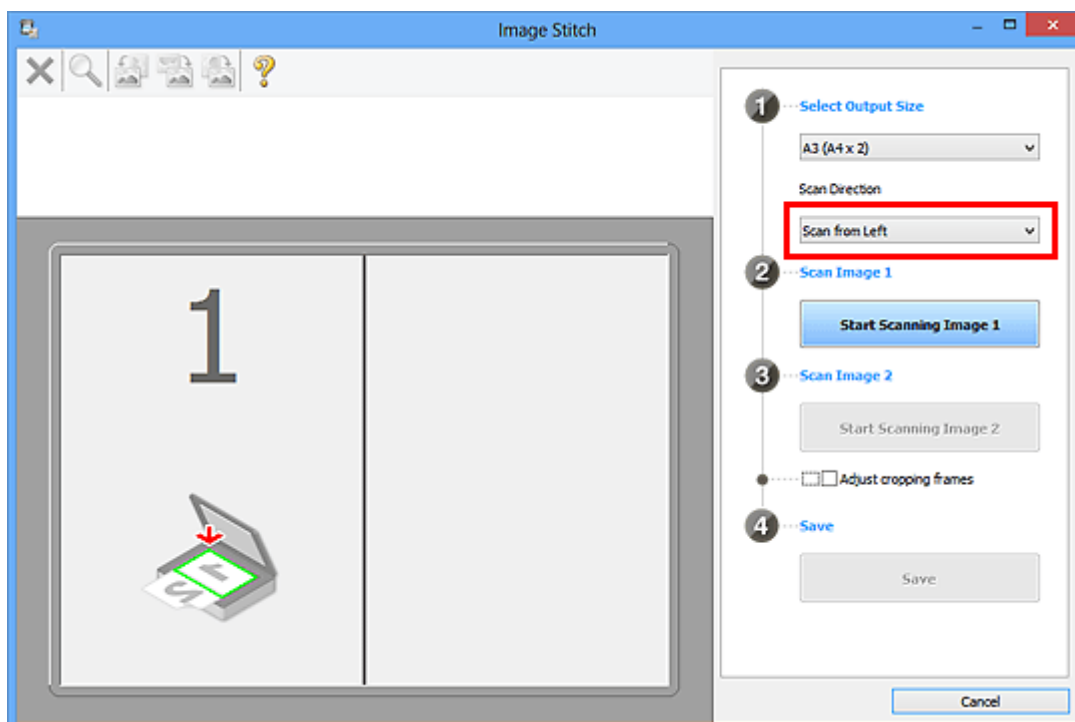 Image Stitch
1 Select Output Size
A3 (A4 x 2)
Scan Direction
Scan from Left
2 Scan Image 1
Start Scanning Image 1
3 Scan Image 2
Start Scanning Image 2
Adjust cropping frames
4 Save
Save
Cancel
1